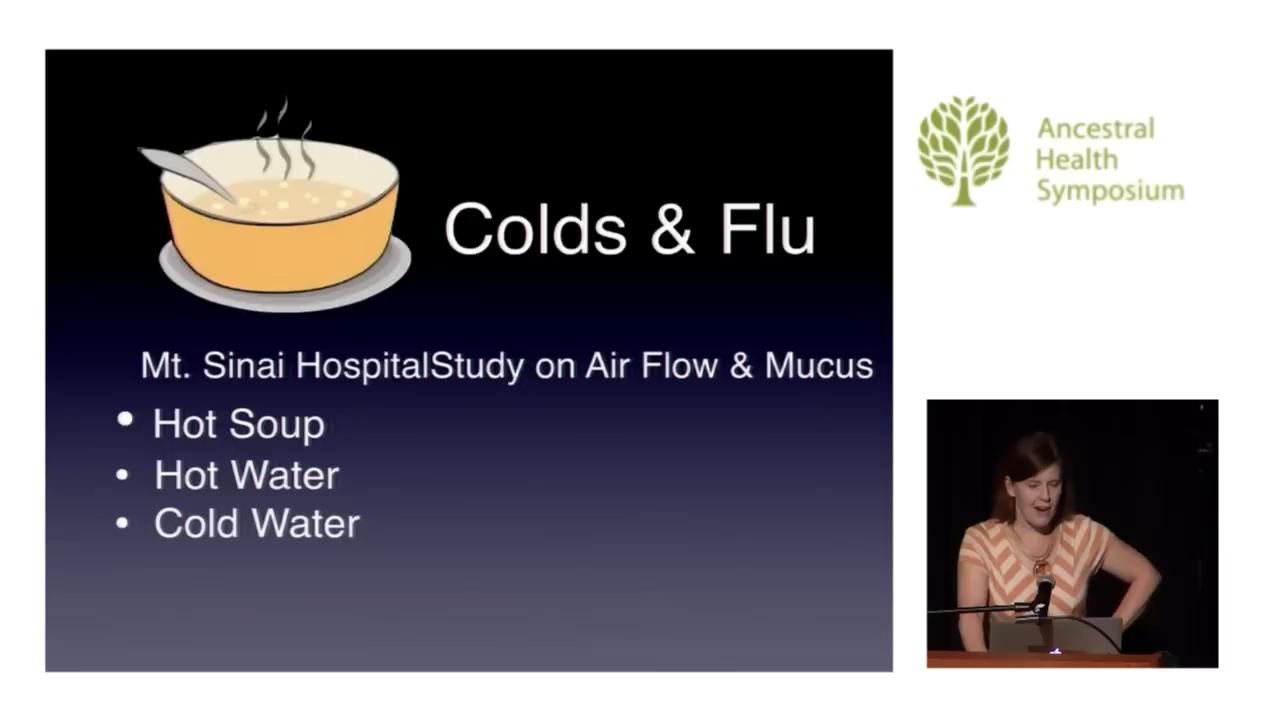 Colds & Flu
Mt. Sinai HospitalStudy on Air Flow & Mucus
• Hot Soup
• Hot Water
• Cold Water
Ancestral
Health
Symposium